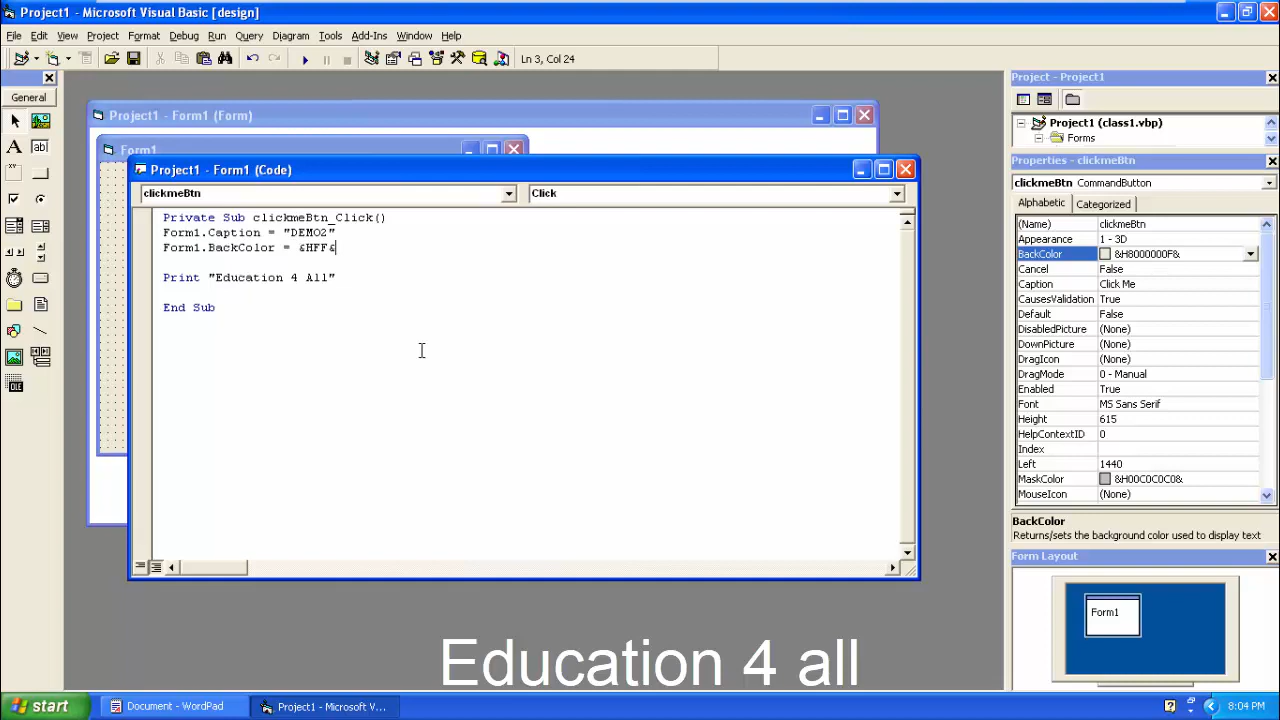 Project1 - Microsoft Visual Basic [design]
File Edit View Project Format Debug Run Query Diagram Tools Add-Ins Window Help
Ln 3, Col 24
General
Project1 - Form1 (Form)
Form1
Project1 - Form1 (Code)
clickmeBtn
Click
Private Sub clickmeBtn_Click()
Form1.Caption = "DEMO2"
Form1.BackColor = &HFF&
Print "Education 4 All"
End Sub
Project - Project1
Project1 (class1.vbp)
Forms
Properties - clickmeBtn
clickmeBtn CommandButton
Alphabetic Categorized
(Name) clickmeBtn
Appearance 1 - 3D
BackColor &H8000000F&
Cancel False
Caption Click Me
CausesValidation True
Default False
DisabledPicture (None)
DownPicture (None)
DragIcon (None)
DragMode 0 - Manual
Enabled True
Font MS Sans Serif
Height 615
HelpContextID 0
Index
Left 1440
MaskColor &H00C0C0C0&
MouseIcon (None)
BackColor
Returns/sets the background color used to display text
Form Layout
Form1
Education 4 all
start
Document - WordPad
Project1 - Microsoft V...
8:04 PM